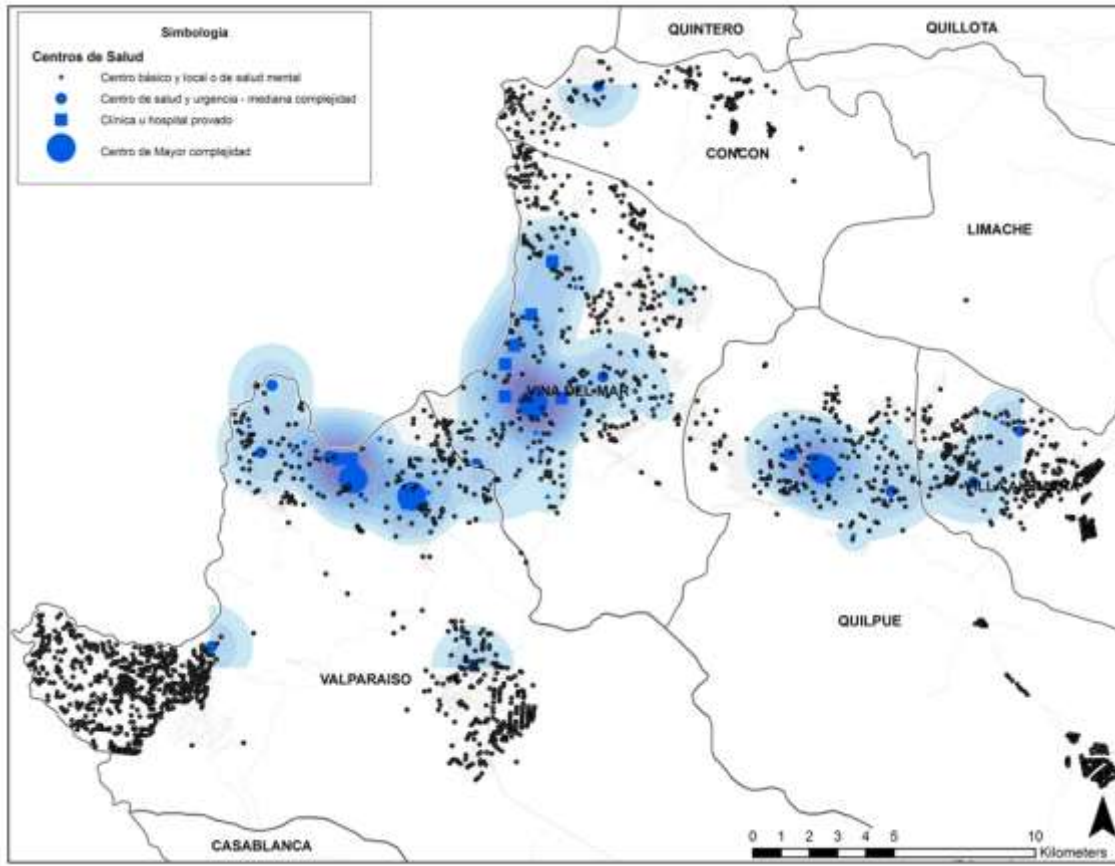 Simbología
Centros de Salud
Centro básico y local o de salud mental
Centro de salud y urgencia - mediana complejidad
Clínica u hospital provado
Centro de Mayor complejidad
QUINTERO
QUILLOTA
CONCON
LIMACHE
VINA DEL MAR
QUILPUE
VALPARAISO
CASABLANCA
0 1 2 3 4 5 10
Kilometers